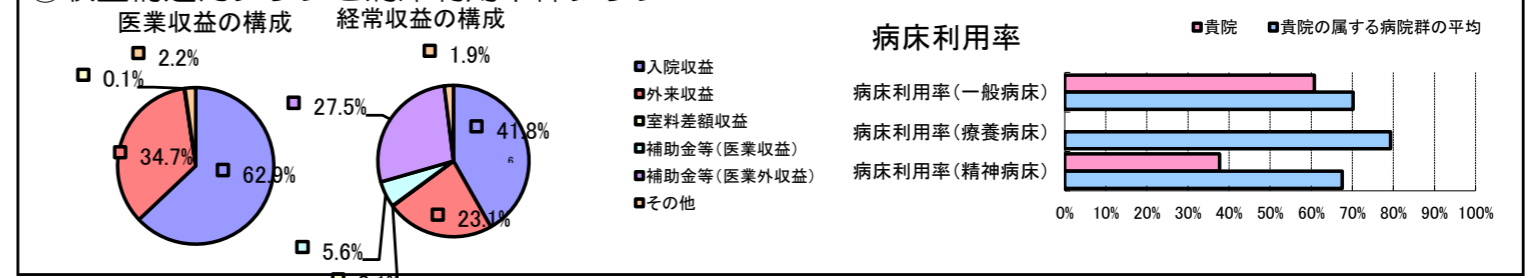 医業収益の構成
経常収益の構成
2.2%
0.1%
34.7%
62.9%
1.9%
27.5%
41.8%
23.1%
5.6%
入院収益
外来収益
室料差額収益
補助金等(医業収益)
補助金等(医業外収益)
その他
病床利用率
貴院
貴院の属する病院群の平均
病床利用率(一般病床)
病床利用率(療養病床)
病床利用率(精神病床)
0% 10% 20% 30% 40% 50% 60% 70% 80% 90% 100%